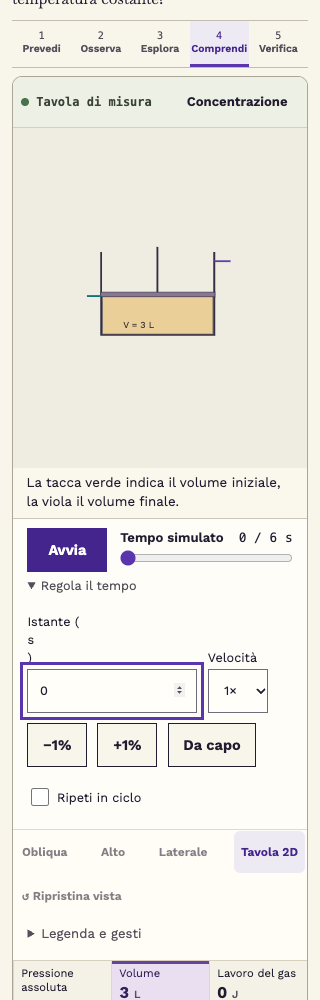 temperatura costante?
1 2 3 4 5
Prevedi Osserva Esplora Comprendi Verifica
Tavola di misura Concentrazione
V = 3 L
La tacca verde indica il volume iniziale,
la viola il volume finale.
Avvia Tempo simulato 0 / 6 s
▼ Regola il tempo
Istante (
s
) Velocità
0 1×
−1% +1% Da capo
Ripeti in ciclo
Obliqua Alto Laterale Tavola 2D
↺ Ripristina vista
▶ Legenda e gesti
Pressione Volume Lavoro del gas
assoluta
3 L 0 J